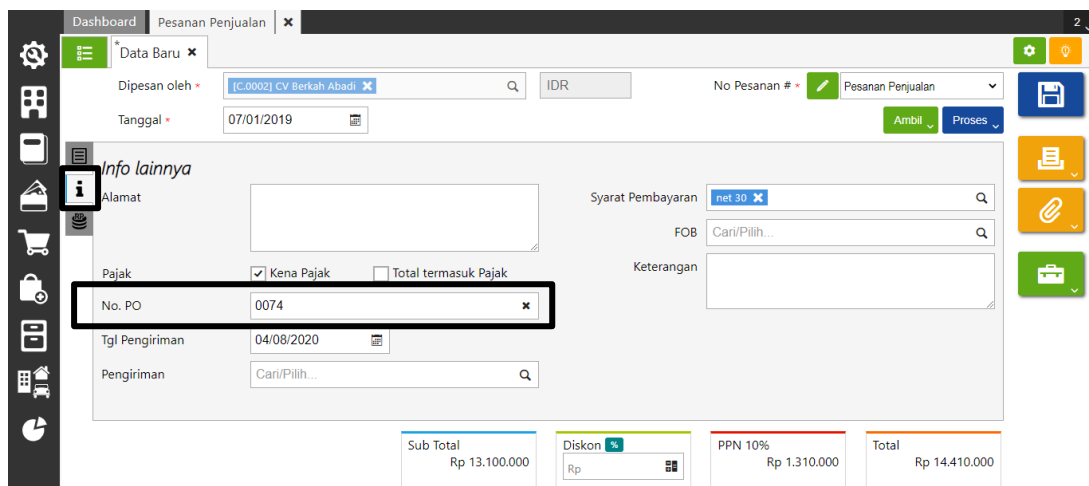 Dashboard Pesanan Penjualan 2
*Data Baru
Dipesan oleh * [C.0002] CV Berkah Abadi IDR No Pesanan # * Pesanan Penjualan
Tanggal * 07/01/2019 Ambil Proses
Info lainnya
Alamat Syarat Pembayaran net 30
FOB Cari/Pilih...
Pajak Kena Pajak Total termasuk Pajak Keterangan
No. PO 0074
Tgl Pengiriman 04/08/2020
Pengiriman Cari/Pilih...
Sub Total Diskon % PPN 10% Total
Rp 13.100.000 Rp Rp 1.310.000 Rp 14.410.000